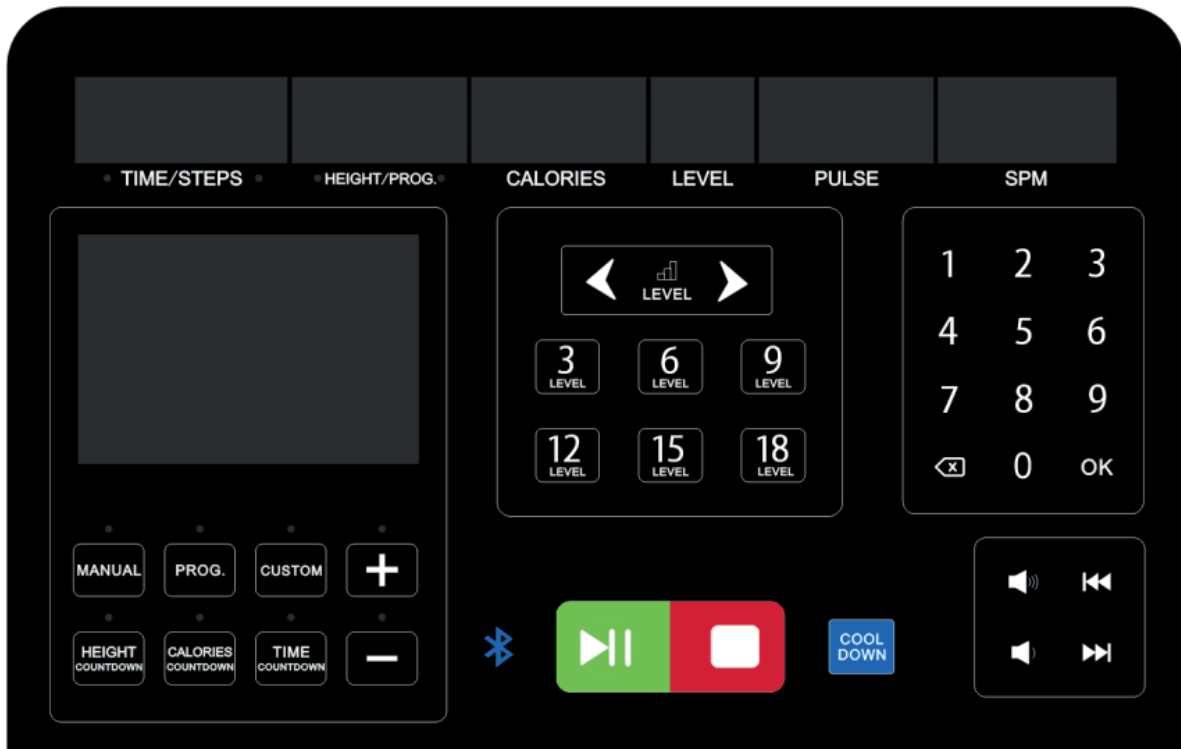 TIME/STEPS
HEIGHT/PROG.
CALORIES
LEVEL
PULSE
SPM
LEVEL
3
LEVEL
6
LEVEL
9
LEVEL
12
LEVEL
15
LEVEL
18
LEVEL
1 2 3
4 5 6
7 8 9
0 OK
MANUAL
PROG.
CUSTOM
+
HEIGHT
COUNTDOWN
CALORIES
COUNTDOWN
TIME
COUNTDOWN
−
COOL
DOWN